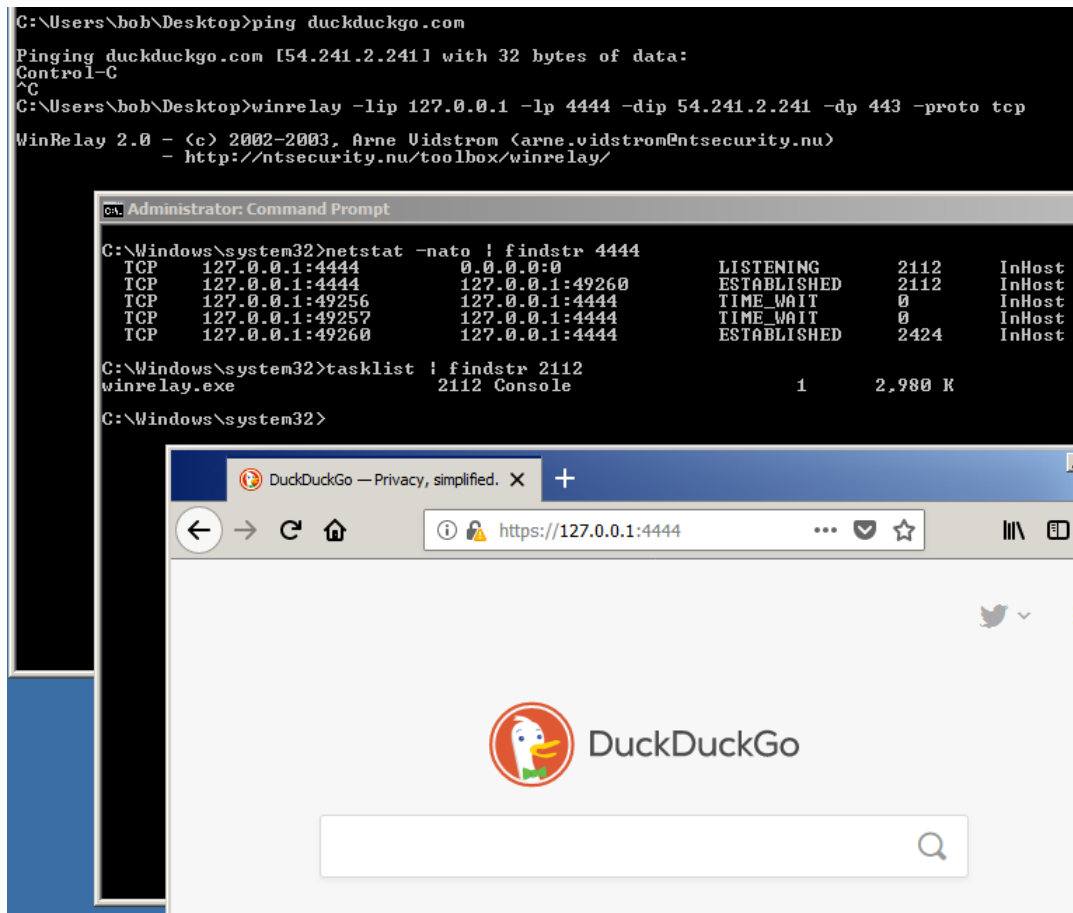 C:\Users\bob\Desktop>ping duckduckgo.com
Pinging duckduckgo.com [54.241.2.241] with 32 bytes of data:
Control-C
^C
C:\Users\bob\Desktop>winrelay -lip 127.0.0.1 -lp 4444 -dip 54.241.2.241 -dp 443 -proto tcp
WinRelay 2.0 - (c) 2002-2003, Arne Vidstrom (arne.vidstrom@ntsecurity.nu)
- http://ntsecurity.nu/toolbox/winrelay/
Administrator: Command Prompt
C:\Windows\system32>netstat -nato | findstr 4444
TCP 127.0.0.1:4444 0.0.0.0:0 LISTENING 2112 InHost
TCP 127.0.0.1:4444 127.0.0.1:49260 ESTABLISHED 2112 InHost
TCP 127.0.0.1:49256 127.0.0.1:4444 TIME_WAIT 0 InHost
TCP 127.0.0.1:49257 127.0.0.1:4444 TIME_WAIT 0 InHost
TCP 127.0.0.1:49260 127.0.0.1:4444 ESTABLISHED 2424 InHost
C:\Windows\system32>tasklist | findstr 2112
winrelay.exe 2112 Console 1 2,980 K
C:\Windows\system32>
DuckDuckGo — Privacy, simplified.
https://127.0.0.1:4444
DuckDuckGo